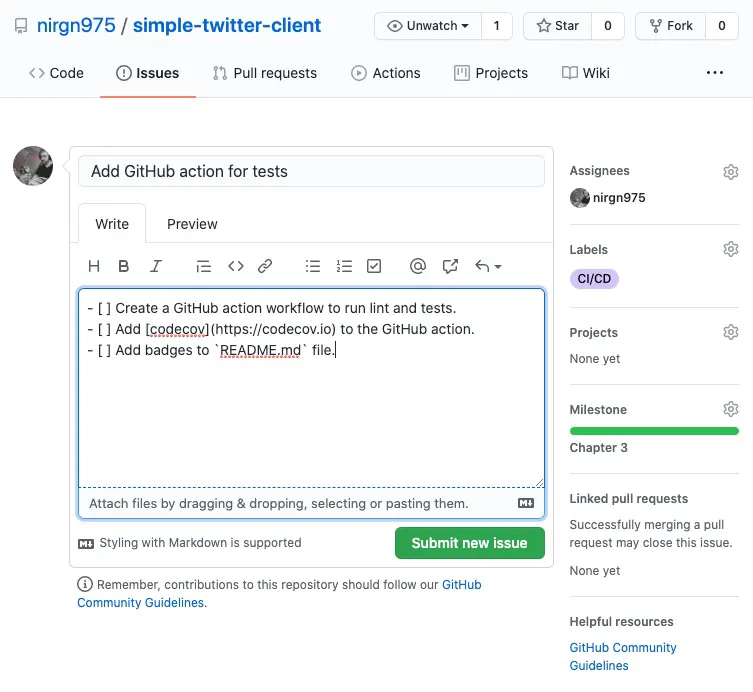 nirgn975 / simple-twitter-client
Unwatch 1 Star 0 Fork 0
Code Issues Pull requests Actions Projects Wiki
Add GitHub action for tests
Write Preview
- [ ] Create a GitHub action workflow to run lint and tests.
- [ ] Add [codecov](https://codecov.io) to the GitHub action.
- [ ] Add badges to `README.md` file.
Attach files by dragging & dropping, selecting or pasting them.
Styling with Markdown is supported
Submit new issue
Remember, contributions to this repository should follow our GitHub
Community Guidelines.
Assignees
nirgn975
Labels
CI/CD
Projects
None yet
Milestone
Chapter 3
Linked pull requests
Successfully merging a pull
request may close this issue.
None yet
Helpful resources
GitHub Community
Guidelines